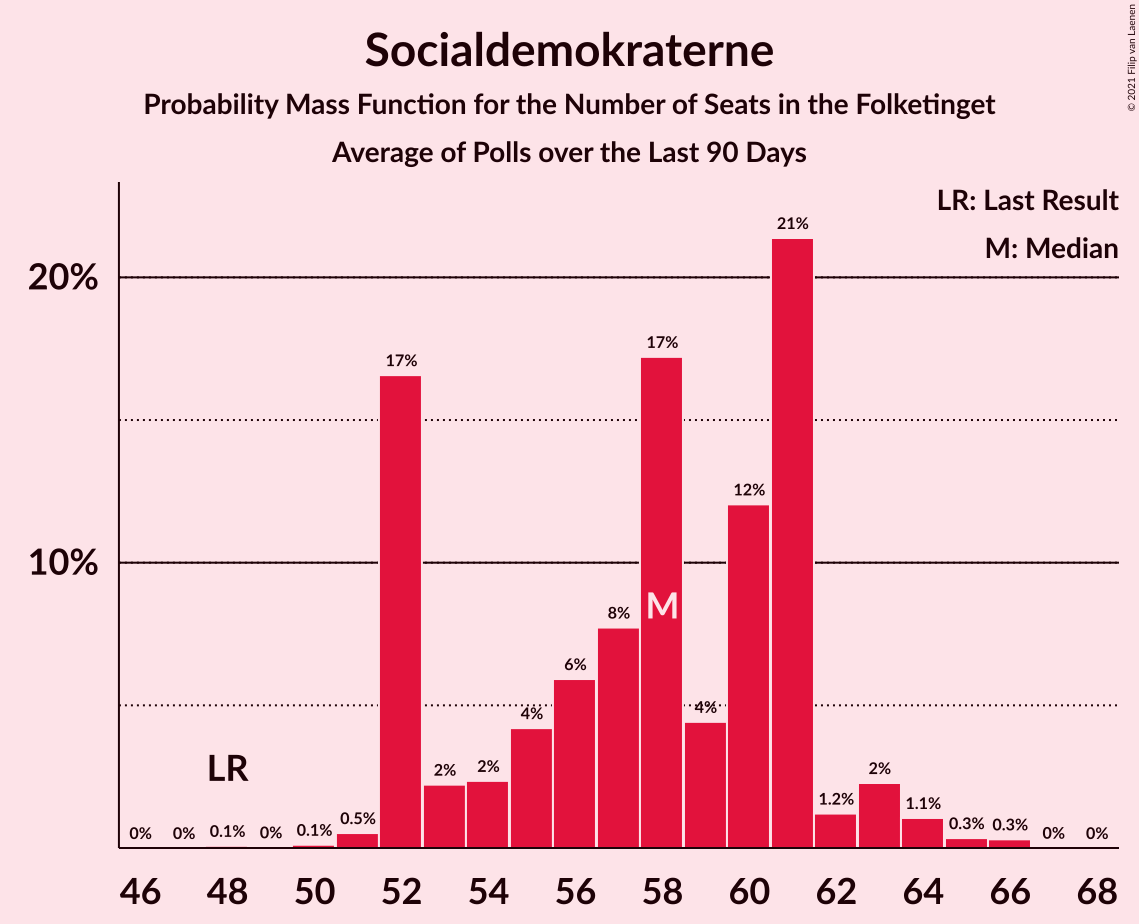 Socialdemokraterne
Probability Mass Function for the Number of Seats in the Folketinget
Average of Polls over the Last 90 Days
© 2021 Filip van Laenen
LR: Last Result
M: Median
20%
10%
0% 0% 0.1% 0% 0.1% 0.5% 17% 2% 2% 4% 6% 8% 17% 4% 12% 21% 1.2% 2% 1.1% 0.3% 0.3% 0% 0%
LR
M
46 48 50 52 54 56 58 60 62 64 66 68